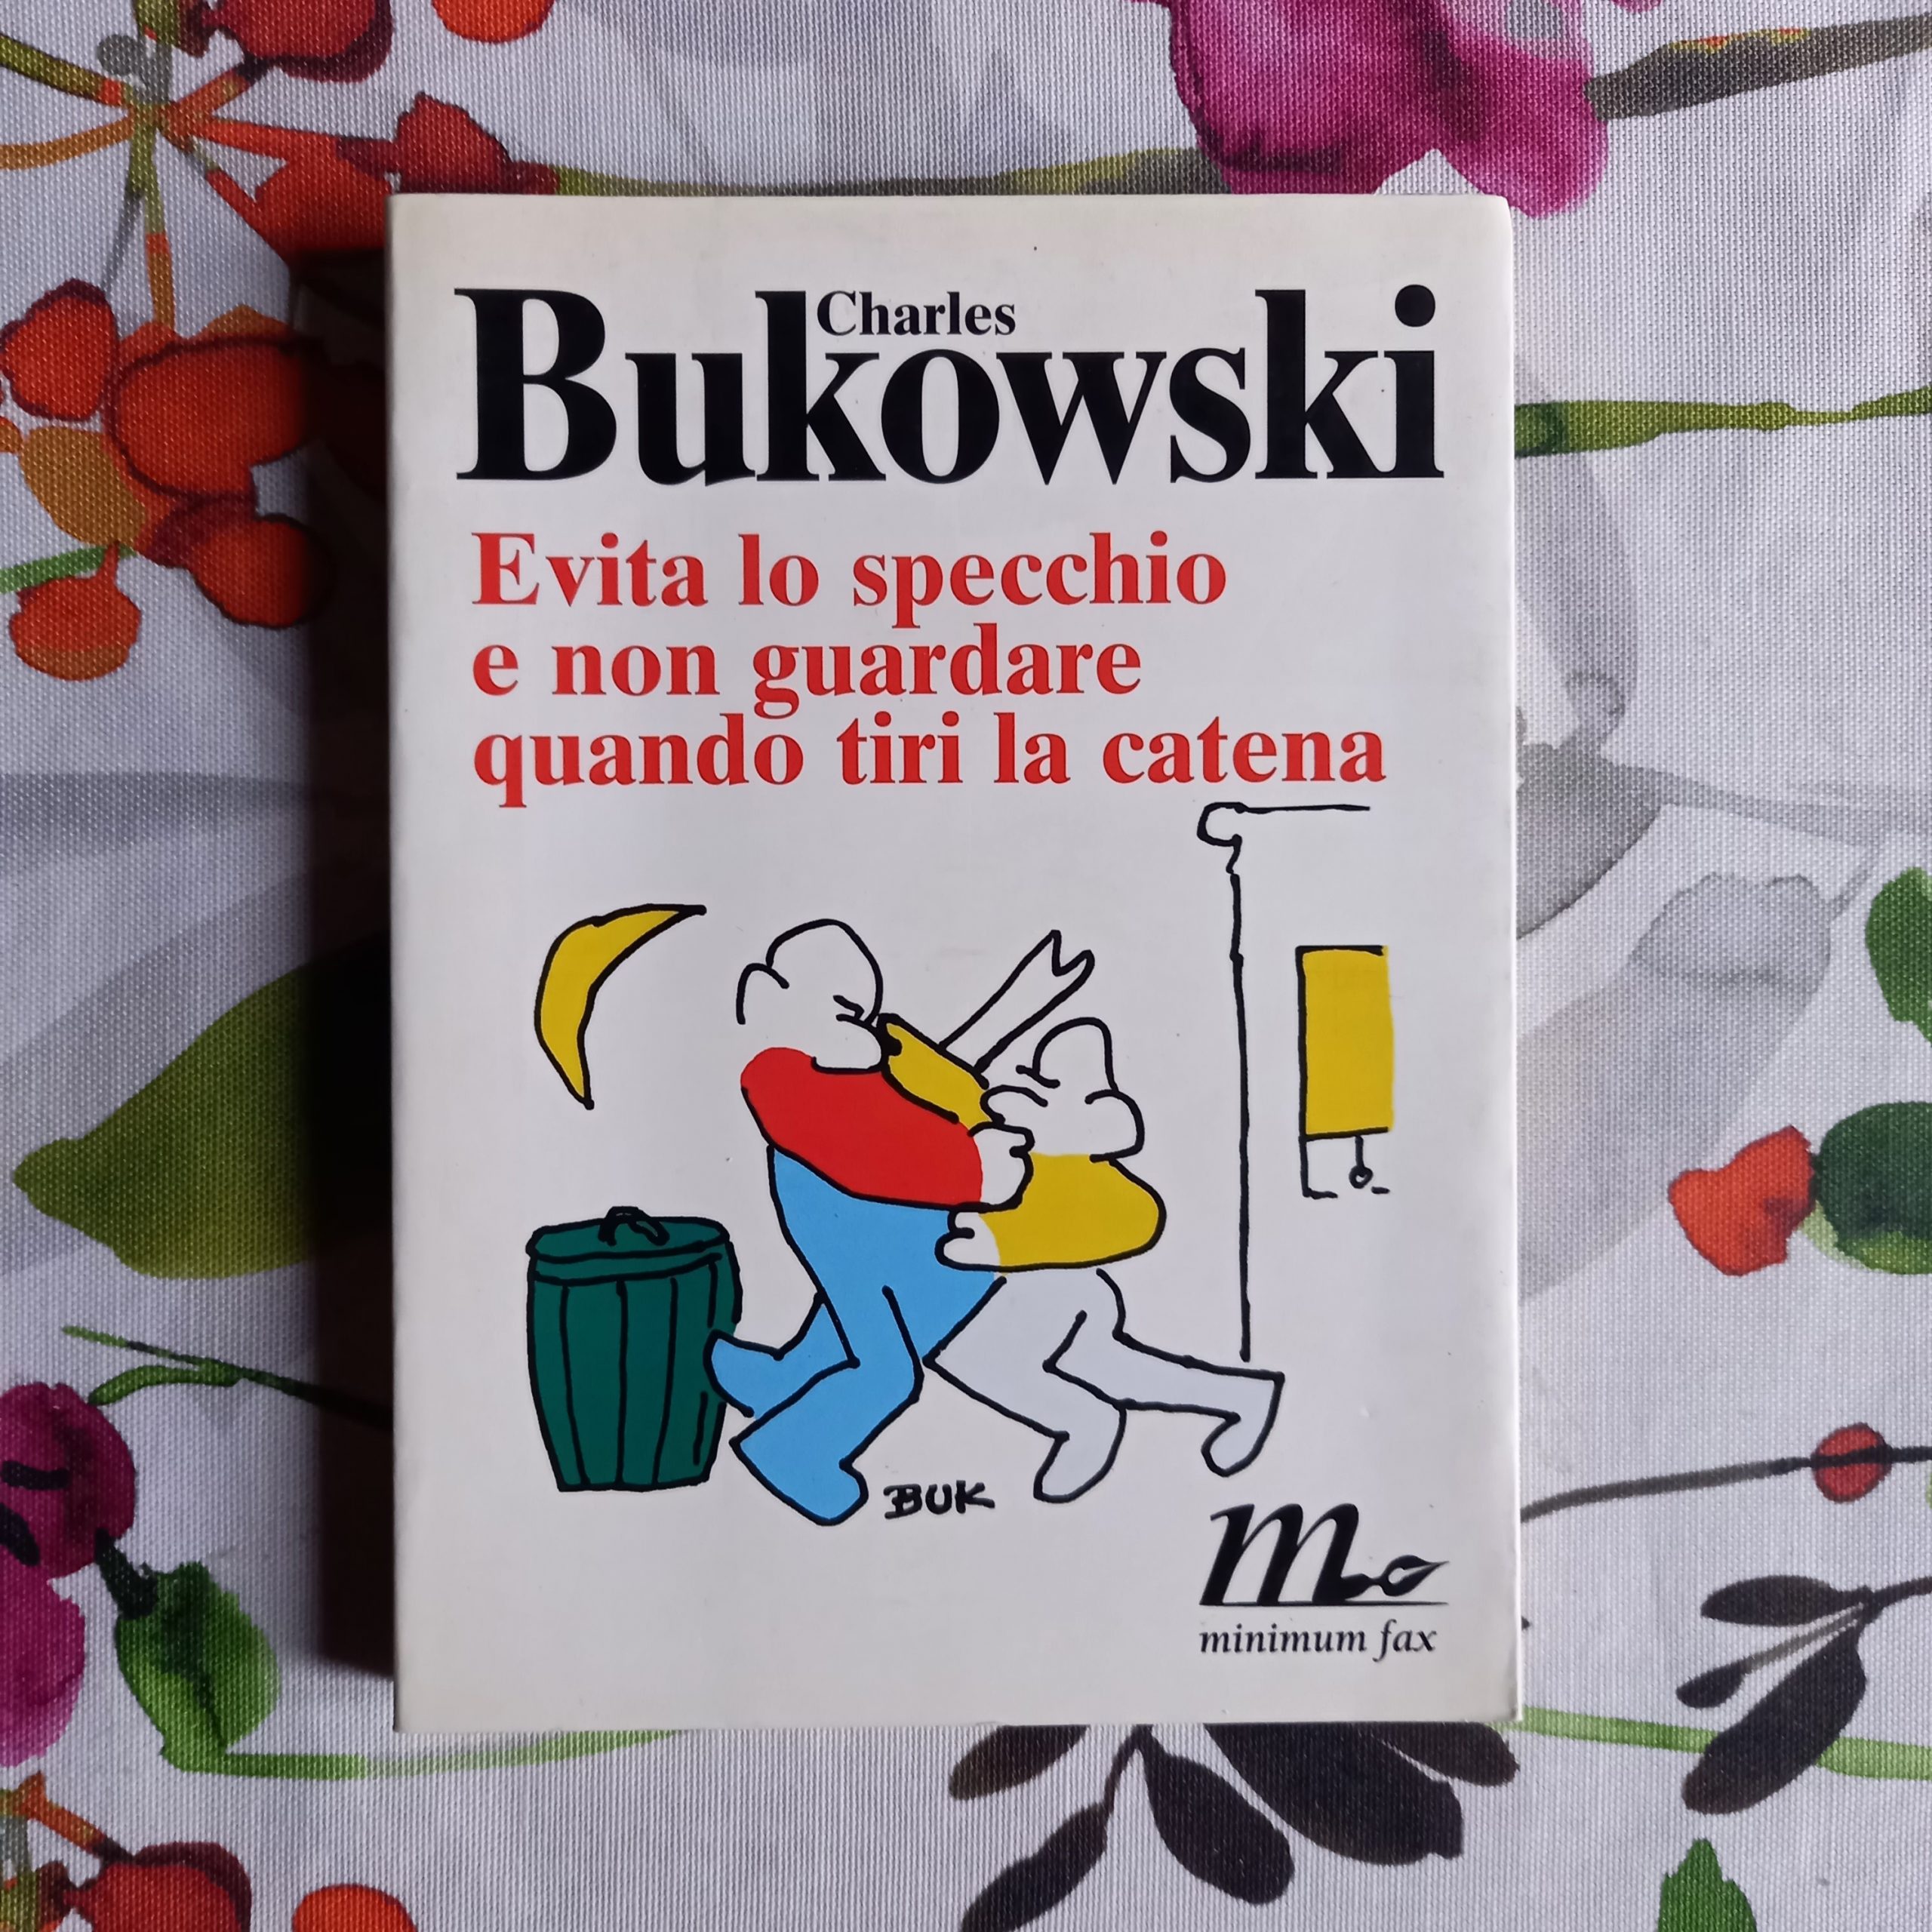 Charles
Bukowski
Evita lo specchio
e non guardare
quando tiri la catena
BUK
m
minimum fax